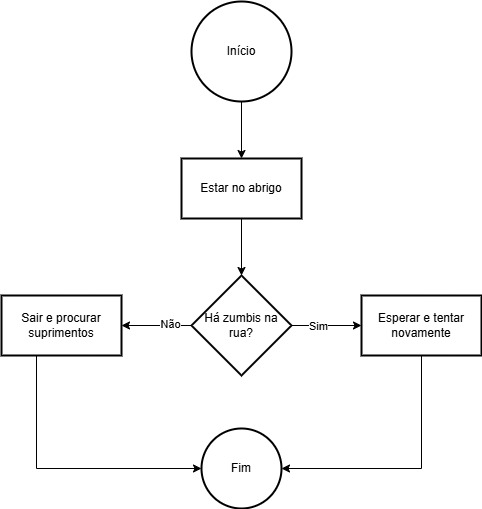 Início
Estar no abrigo
Há zumbis na
rua?
Não
Sim
Sair e procurar
suprimentos
Esperar e tentar
novamente
Fim